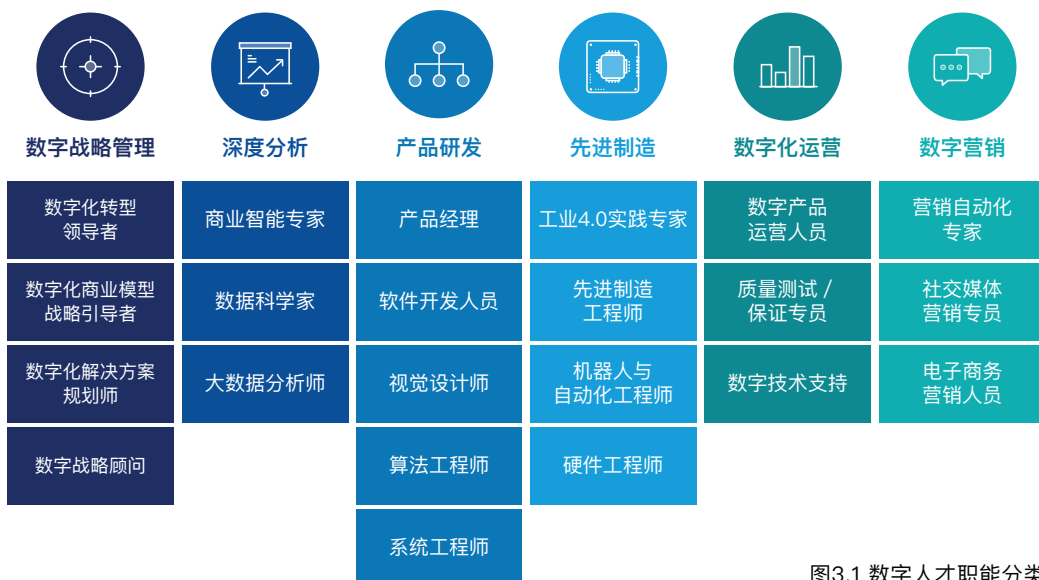 数字战略管理
深度分析
产品研发
先进制造
数字化运营
数字营销
数字化转型
领导者
商业智能专家
产品经理
工业4.0实践专家
数字产品
运营人员
营销自动化
专家
数字化商业模型
战略引导者
数据科学家
软件开发人员
先进制造
工程师
质量测试 /
保证专员
社交媒体
营销专员
数字化解决方案
规划师
大数据分析师
视觉设计师
机器人与
自动化工程师
数字技术支持
电子商务
营销人员
数字战略顾问
算法工程师
硬件工程师
系统工程师
图3.1 数字人才职能分类